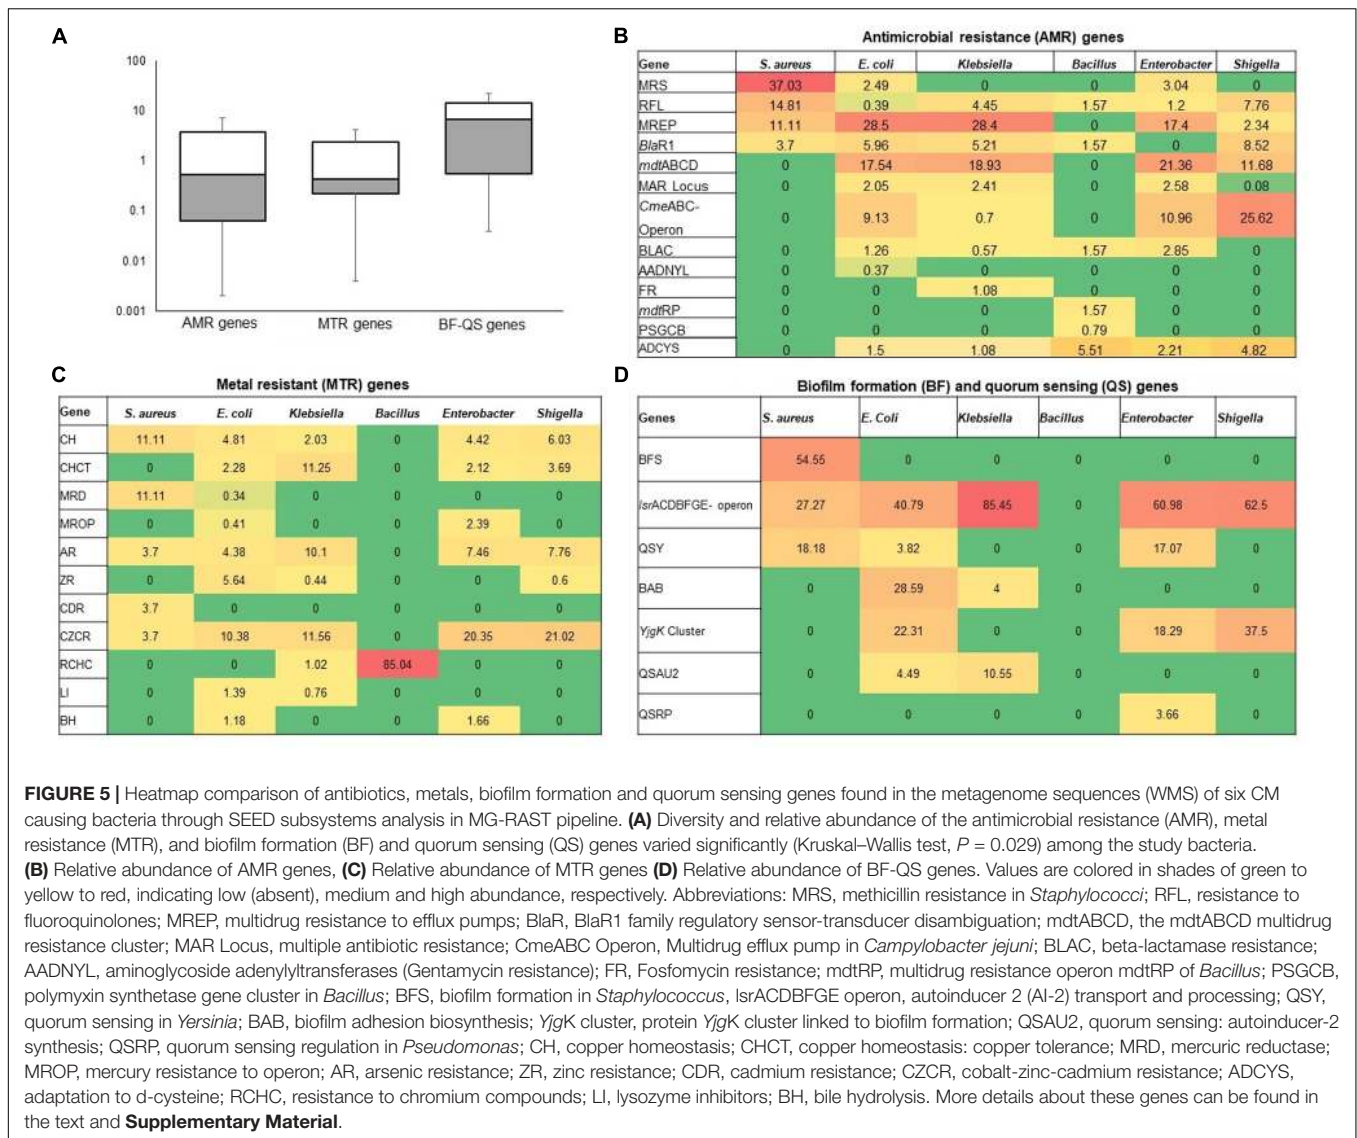 A
100
10
1
0.1
0.01
0.001
AMR genes MTR genes BF-QS genes
B
Antimicrobial resistance (AMR) genes
Gene S. aureus E. coli Klebsiella Bacillus Enterobacter Shigella
MRS 37.03 2.49 0 0 3.04 0
RFL 14.81 0.39 4.45 1.57 1.2 7.76
MREP 11.11 28.5 28.4 0 17.4 2.34
BlaR1 3.7 5.96 5.21 1.57 0 8.52
mdtABCD 0 17.54 18.93 0 21.36 11.68
MAR Locus 0 2.05 2.41 0 2.58 0.08
CmeABC-
Operon 0 9.13 0.7 0 10.96 25.62
BLAC 0 1.26 0.57 1.57 2.85 0
AADNYL 0 0.37 0 0 0 0
FR 0 0 1.08 0 0 0
mdtRP 0 0 0 1.57 0 0
PSGCB 0 0 0 0.79 0 0
ADCYS 0 1.5 1.08 5.51 2.21 4.82
C
Metal resistant (MTR) genes
Gene S. aureus E. coli Klebsiella Bacillus Enterobacter Shigella
CH 11.11 4.81 2.03 0 4.42 6.03
CHCT 0 2.28 11.25 0 2.12 3.69
MRD 11.11 0.34 0 0 0 0
MROP 0 0.41 0 0 2.39 0
AR 3.7 4.38 10.1 0 7.46 7.76
ZR 0 5.64 0.44 0 0 0.6
CDR 3.7 0 0 0 0 0
CZCR 3.7 10.38 11.56 0 20.35 21.02
RCHC 0 0 1.02 85.04 0 0
LI 0 1.39 0.76 0 0 0
BH 0 1.18 0 0 1.66 0
D
Biofilm formation (BF) and quorum sensing (QS) genes
Genes S. aureus E. Coli Klebsiella Bacillus Enterobacter Shigella
BFS 54.55 0 0 0 0 0
lsrACDBFGE- operon 27.27 40.79 85.45 0 60.98 62.5
QSY 18.18 3.82 0 0 17.07 0
BAB 0 28.59 4 0 0 0
YjgK Cluster 0 22.31 0 0 18.29 37.5
QSAU2 0 4.49 10.55 0 0 0
QSRP 0 0 0 0 3.66 0
FIGURE 5 | Heatmap comparison of antibiotics, metals, biofilm formation and quorum sensing genes found in the metagenome sequences (WMS) of six CM
causing bacteria through SEED subsystems analysis in MG-RAST pipeline. (A) Diversity and relative abundance of the antimicrobial resistance (AMR), metal
resistance (MTR), and biofilm formation (BF) and quorum sensing (QS) genes varied significantly (Kruskal–Wallis test, P = 0.029) among the study bacteria.
(B) Relative abundance of AMR genes, (C) Relative abundance of MTR genes (D) Relative abundance of BF-QS genes. Values are colored in shades of green to
yellow to red, indicating low (absent), medium and high abundance, respectively. Abbreviations: MRS, methicillin resistance in Staphylococci; RFL, resistance to
fluoroquinolones; MREP, multidrug resistance to efflux pumps; BlaR, BlaR1 family regulatory sensor-transducer disambiguation; mdtABCD, the mdtABCD multidrug
resistance cluster; MAR Locus, multiple antibiotic resistance; CmeABC Operon, Multidrug efflux pump in Campylobacter jejuni; BLAC, beta-lactamase resistance;
AADNYL, aminoglycoside adenylyltransferases (Gentamycin resistance); FR, Fosfomycin resistance; mdtRP, multidrug resistance operon mdtRP of Bacillus; PSGCB,
polymyxin synthetase gene cluster in Bacillus; BFS, biofilm formation in Staphylococcus, lsrACDBFGE operon, autoinducer 2 (AI-2) transport and processing; QSY,
quorum sensing in Yersinia; BAB, biofilm adhesion biosynthesis; YjgK cluster, protein YjgK cluster linked to biofilm formation; QSAU2, quorum sensing: autoinducer-2
synthesis; QSRP, quorum sensing regulation in Pseudomonas; CH, copper homeostasis; CHCT, copper homeostasis: copper tolerance; MRD, mercuric reductase;
MROP, mercury resistance to operon; AR, arsenic resistance; ZR, zinc resistance; CDR, cadmium resistance; CZCR, cobalt-zinc-cadmium resistance; ADCYS,
adaptation to d-cysteine; RCHC, resistance to chromium compounds; LI, lysozyme inhibitors; BH, bile hydrolysis. More details about these genes can be found in
the text and Supplementary Material.